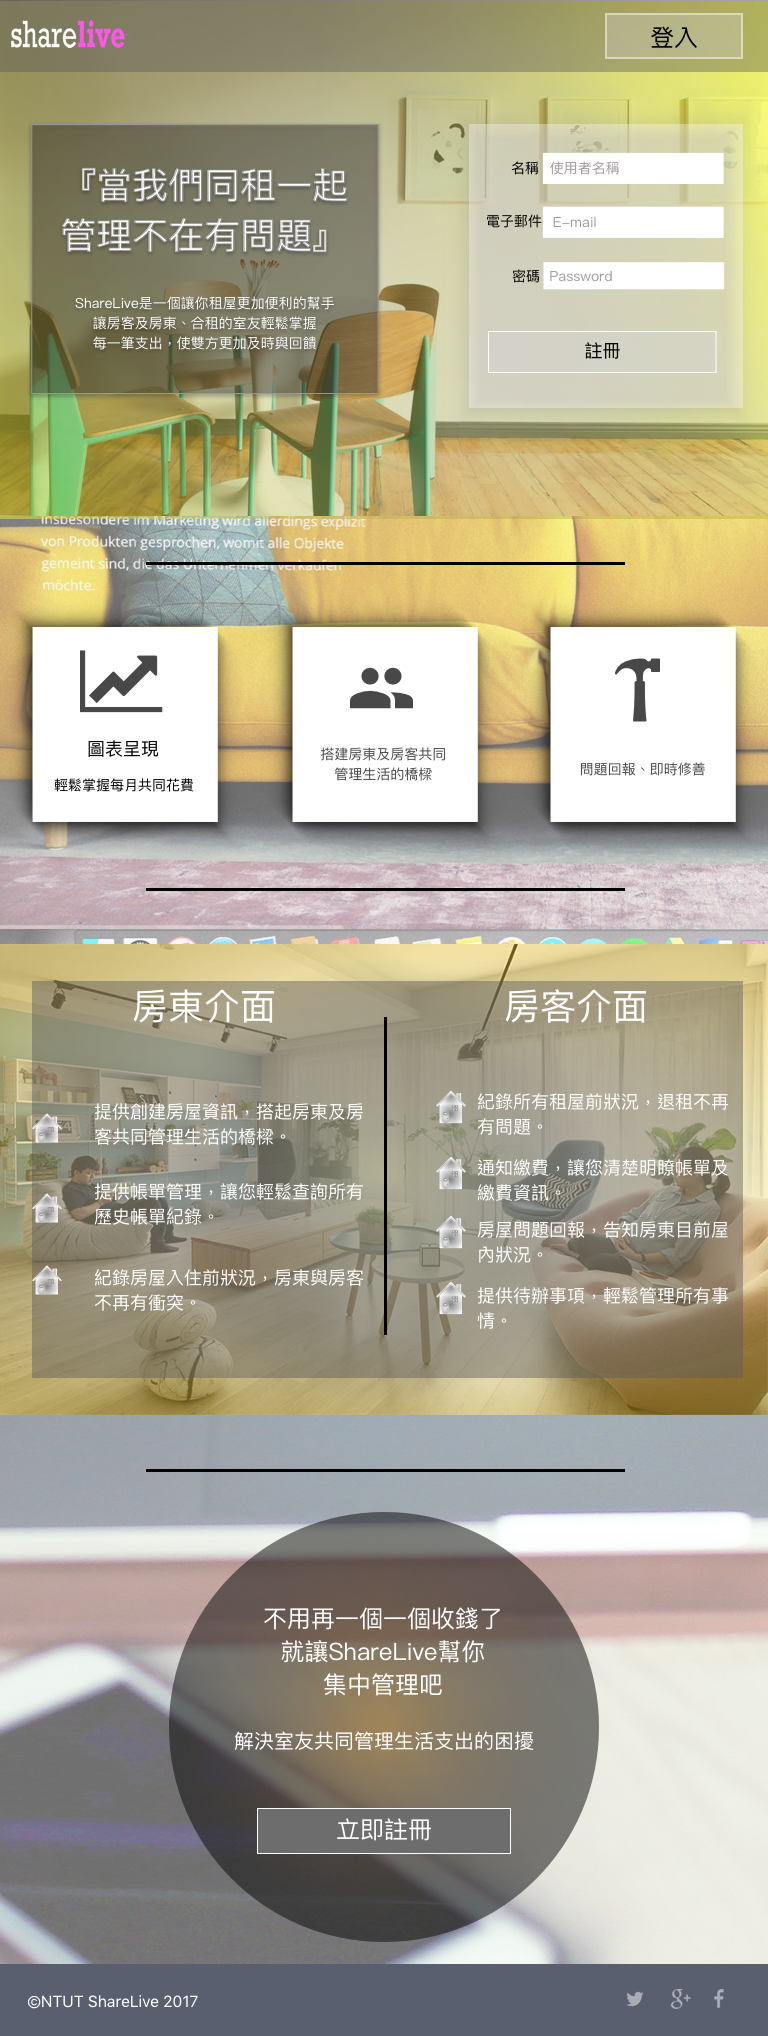 sharelive
登入
『當我們同租一起
管理不在有問題』
ShareLive是一個讓你租屋更加便利的幫手
讓房客及房東、合租的室友輕鬆掌握
每一筆支出，使雙方更加及時與回饋
名稱 使用者名稱
電子郵件 E-mail
密碼 Password
註冊
insbesondere im Marketing wird allerdings explizit
von Produkten gesprochen, womit alle Objekte
gemeint sind, die das Unternehmen verkaufen
möchte.
圖表呈現
輕鬆掌握每月共同花費
搭建房東及房客共同
管理生活的橋樑
問題回報、即時修善
房東介面
提供創建房屋資訊，搭起房東及房
客共同管理生活的橋樑。
提供帳單管理，讓您輕鬆查詢所有
歷史帳單紀錄。
紀錄房屋入住前狀況，房東與房客
不再有衝突。
房客介面
紀錄所有租屋前狀況，退租不再
有問題。
通知繳費，讓您清楚明瞭帳單及
繳費資訊。
房屋問題回報，告知房東目前屋
內狀況。
提供待辦事項，輕鬆管理所有事
情。
不用再一個一個收錢了
就讓ShareLive幫你
集中管理吧
解決室友共同管理生活支出的困擾
立即註冊
©NTUT ShareLive 2017